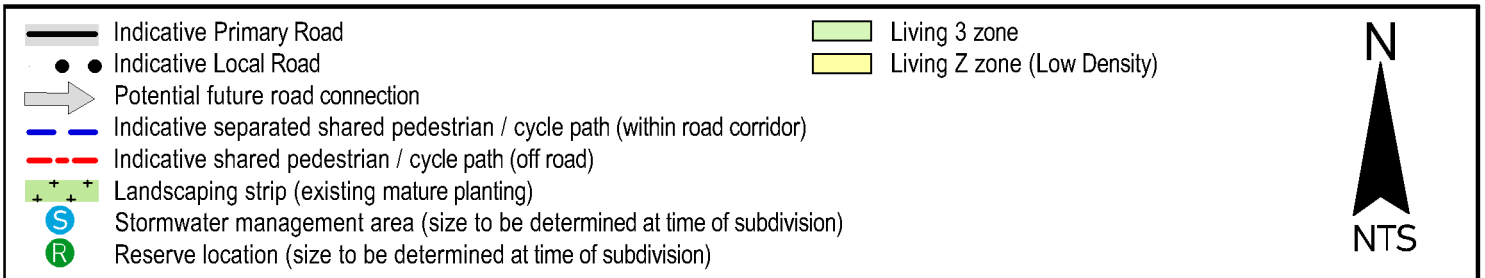 Indicative Primary Road
Indicative Local Road
Potential future road connection
Indicative separated shared pedestrian / cycle path (within road corridor)
Indicative shared pedestrian / cycle path (off road)
Landscaping strip (existing mature planting)
S Stormwater management area (size to be determined at time of subdivision)
R Reserve location (size to be determined at time of subdivision)
Living 3 zone
Living Z zone (Low Density)
N
NTS